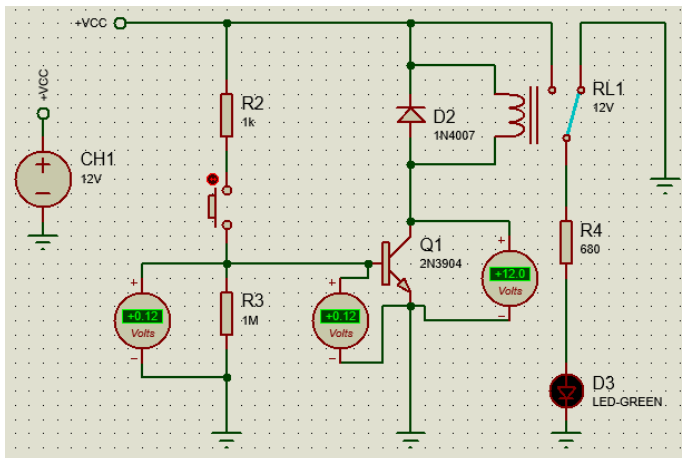 +VCC
+VCC
CH1
12V
R2
1k
D2
1N4007
RL1
12V
Q1
2N3904
R4
680
+12.0
Volts
R3
1M
+0.12
Volts
+0.12
Volts
D3
LED-GREEN